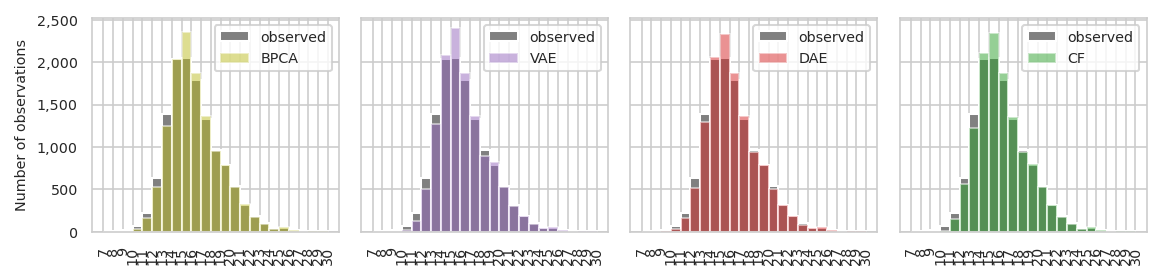 Number of observations
2,500
2,000
1,500
1,000
500
0
observed
BPCA
7 8 9 10 11 12 13 14 15 16 17 18 19 20 21 22 23 24 25 26 27 28 29 30
observed
VAE
7 8 9 10 11 12 13 14 15 16 17 18 19 20 21 22 23 24 25 26 27 28 29 30
observed
DAE
7 8 9 10 11 12 13 14 15 16 17 18 19 20 21 22 23 24 25 26 27 28 29 30
observed
CF
7 8 9 10 11 12 13 14 15 16 17 18 19 20 21 22 23 24 25 26 27 28 29 30